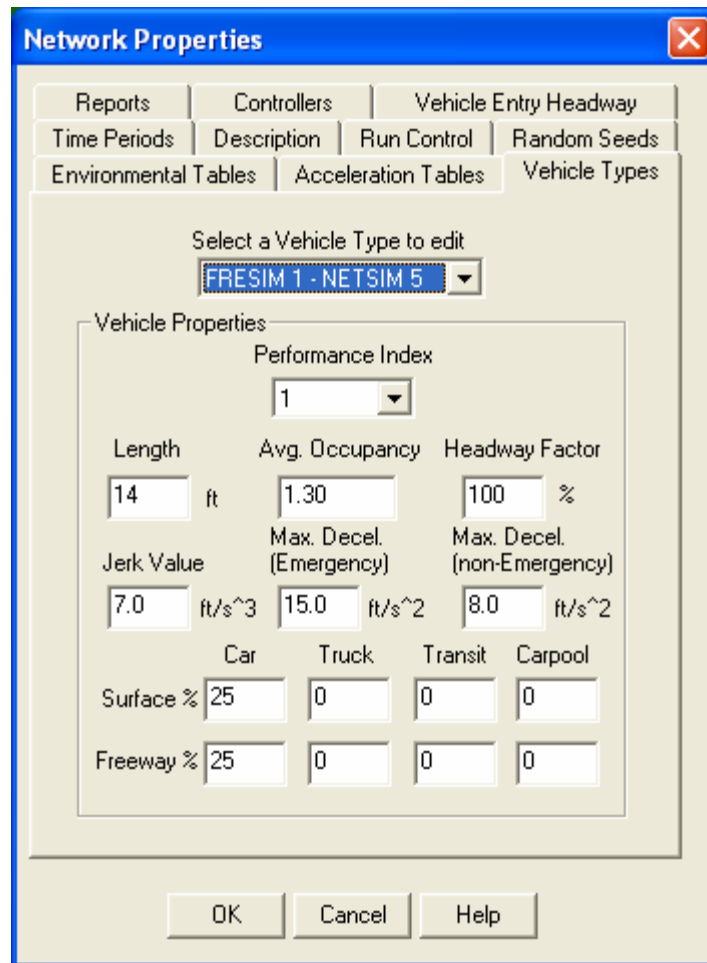 Network Properties
Reports Controllers Vehicle Entry Headway
Time Periods Description Run Control Random Seeds
Environmental Tables Acceleration Tables Vehicle Types
Select a Vehicle Type to edit
FRESIM 1 - NETSIM 5
Vehicle Properties
Performance Index
1
Length Avg. Occupancy Headway Factor
14 ft 1.30 100 %
Jerk Value Max. Decel. (Emergency) Max. Decel. (non-Emergency)
7.0 ft/s^3 15.0 ft/s^2 8.0 ft/s^2
Car Truck Transit Carpool
Surface % 25 0 0 0
Freeway % 25 0 0 0
OK Cancel Help